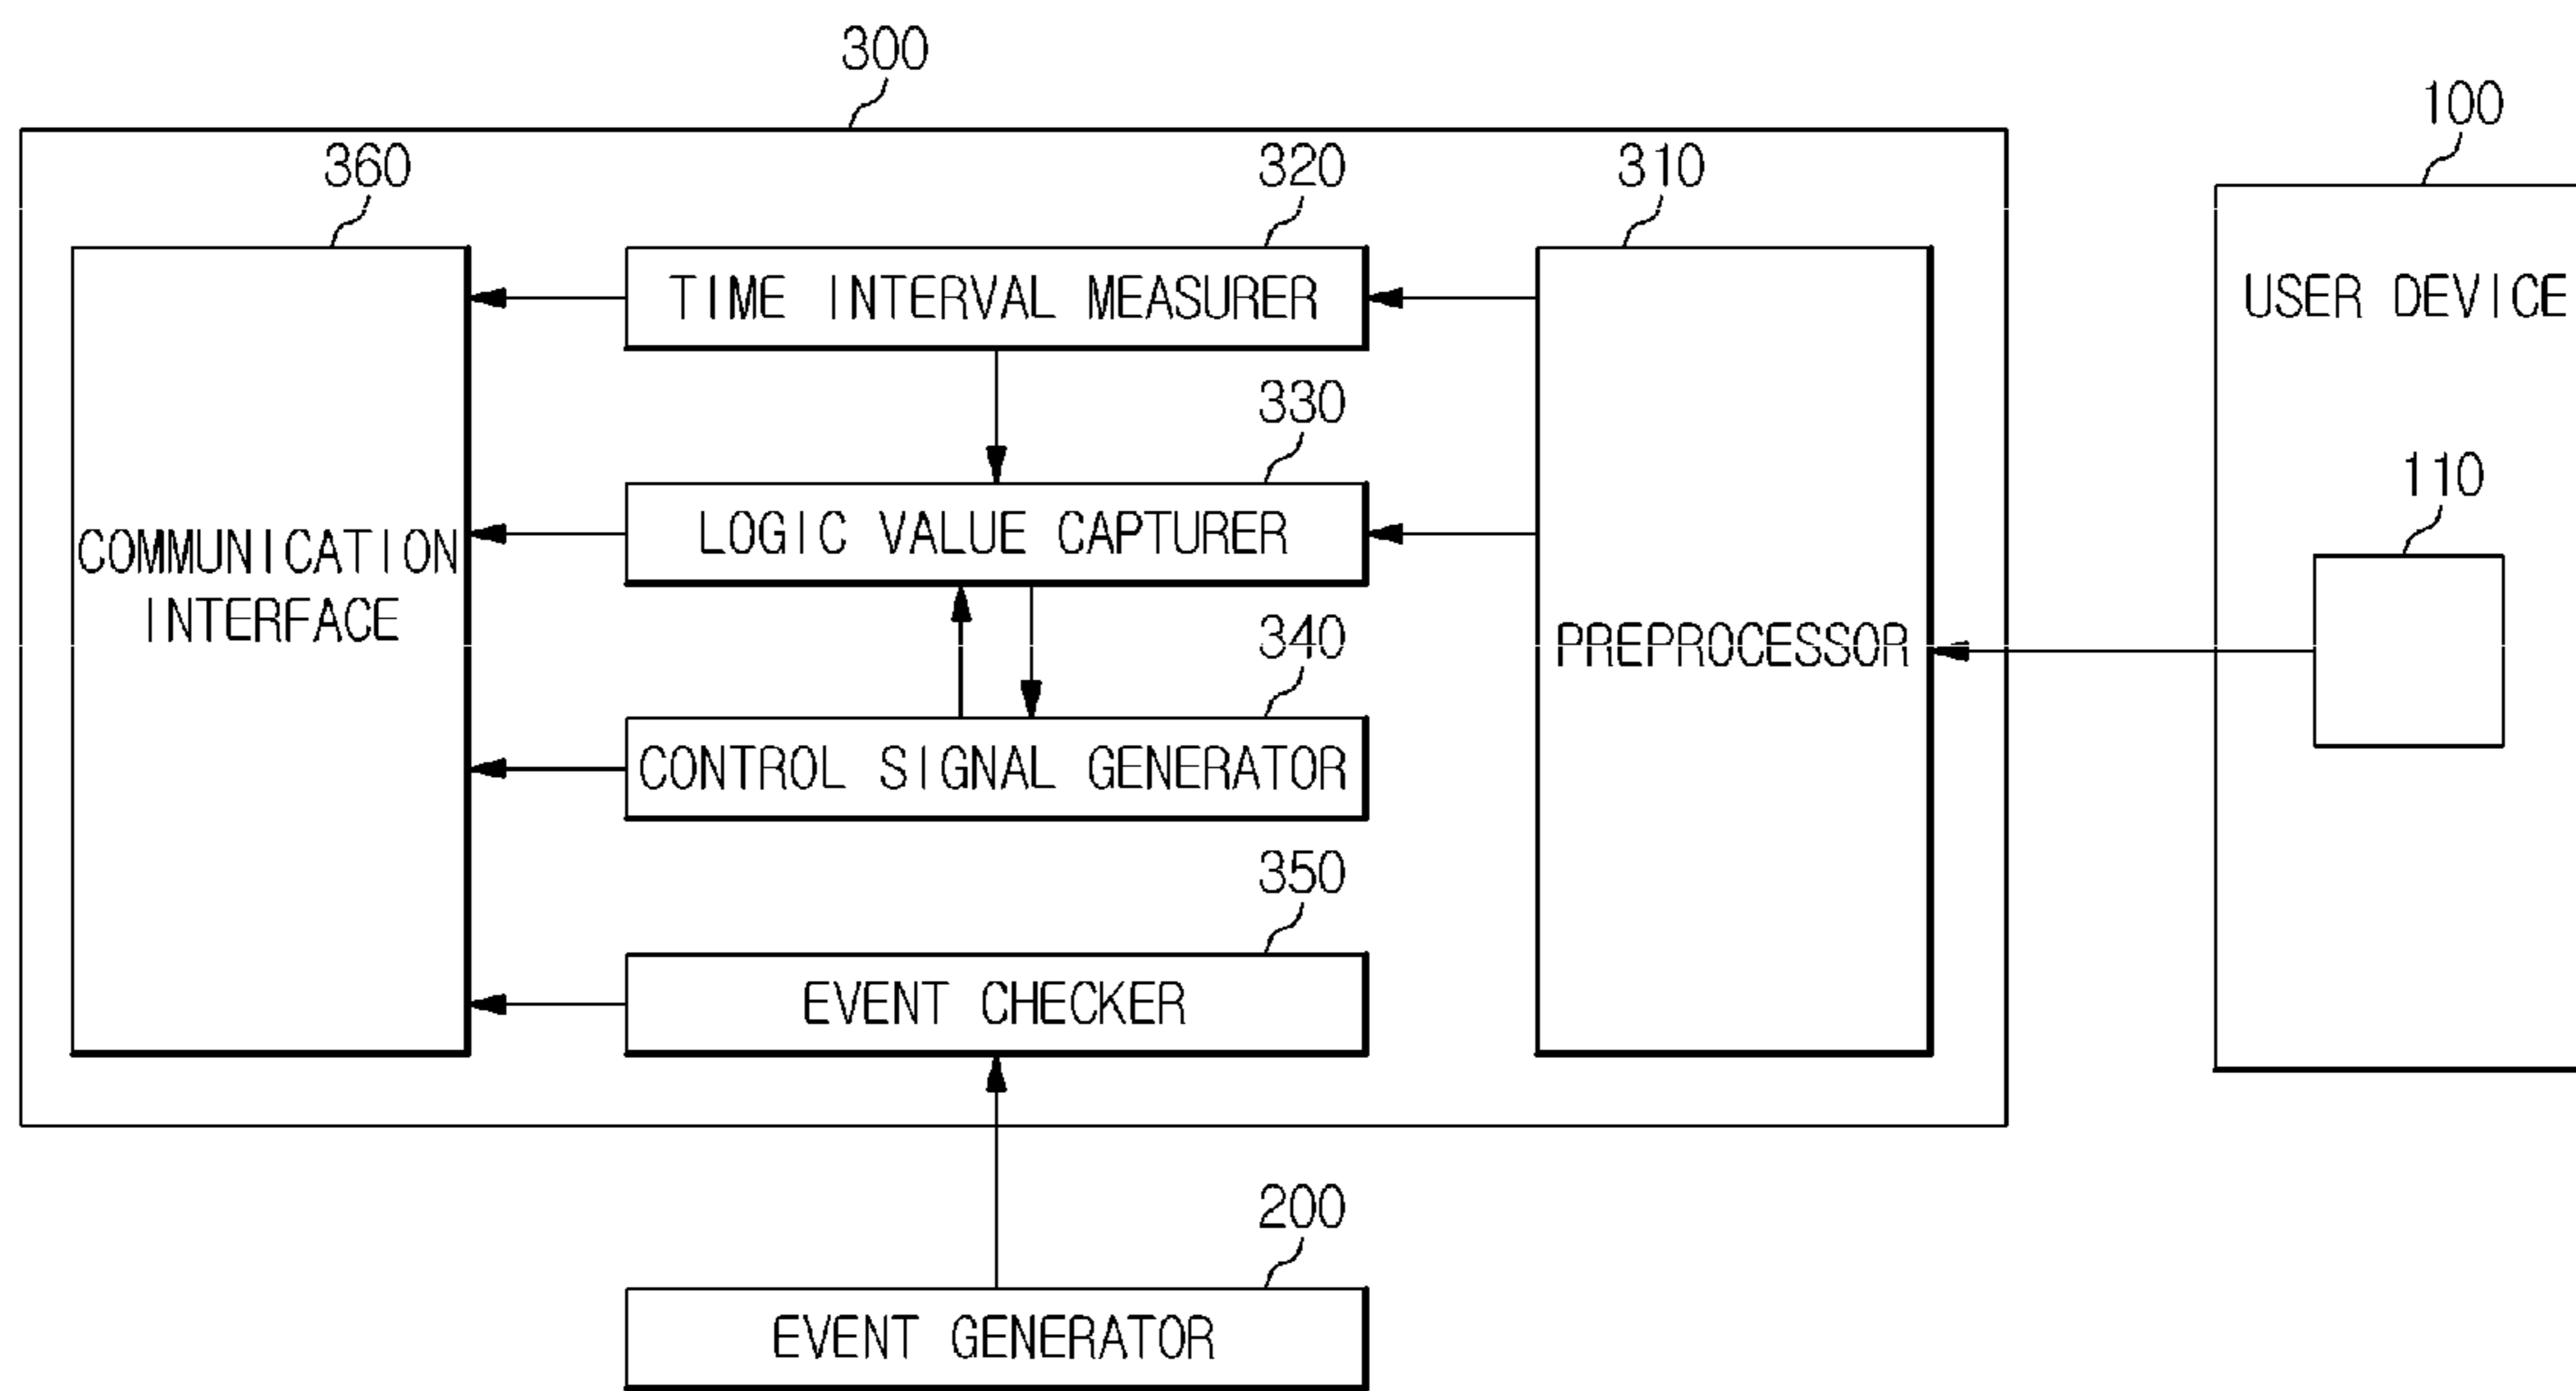 300
100
360
320
310
TIME INTERVAL MEASURER
USER DEVICE
330
110
LOGIC VALUE CAPTURER
COMMUNICATION
INTERFACE
340
PREPROCESSOR
CONTROL SIGNAL GENERATOR
350
EVENT CHECKER
200
EVENT GENERATOR